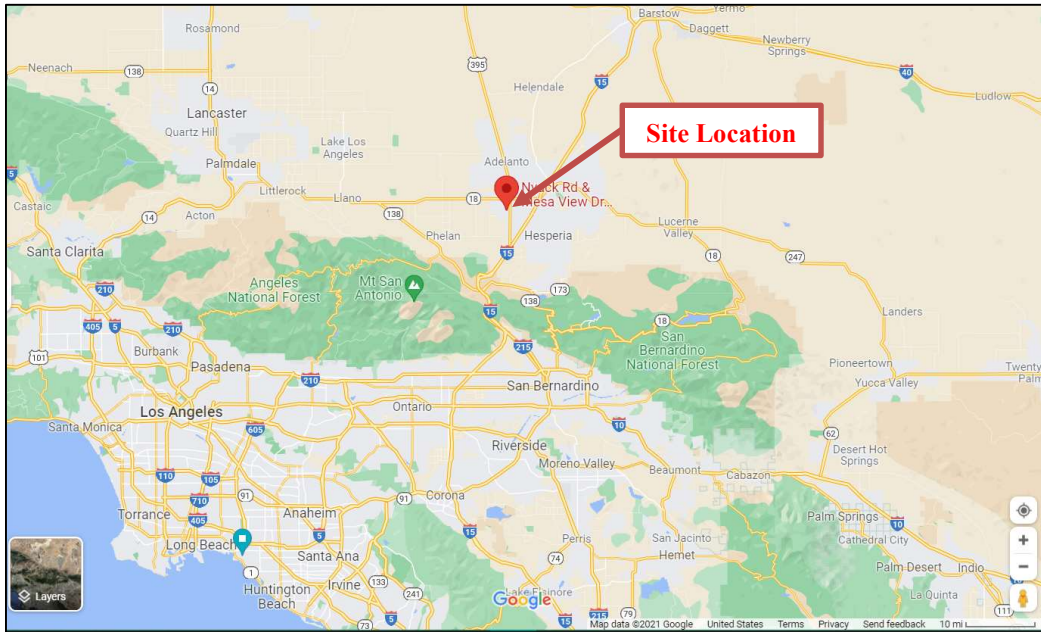 Barstow
Yermo
Daggett
Rosamond
Newberry
Springs
Neenach
138
395
15
40
14
Helendale
Ludlow
Lancaster
Quartz Hill
Lake Los
Angeles
Site Location
Palmdale
Adelanto
5
Littlerock
Llano
18
Nyack Rd &
Mesa View Dr...
Castaic
14
Acton
138
Lucerne
Valley
Phelan
Hesperia
15
18
247
Santa Clarita
Angeles
National Forest
Mt San
Antonio
210
173
138
15
Landers
405
5
210
18
San
Bernardino
National Forest
101
Burbank
215
Pioneertown
Twenty
Palm
Pasadena
210
San Bernardino
Yucca Valley
Los Angeles
Ontario
10
Santa Monica
605
62
Riverside
Desert Hot
Springs
Moreno Valley
Beaumont
Cabazon
110
105
710
91
91
Corona
Torrance
405
Anaheim
5
15
Palm Springs
10
Cathedral City
Long Beach
Perris
San Jacinto
Hemet
Santa Ana
74
Palm Desert
Indio
1
Irvine
133
241
Huntington
Beach
Lake Elsinore
La Quinta
Layers
Google
73
5
215
79
111
Map data ©2021 Google United States Terms Privacy Send feedback 10 mi